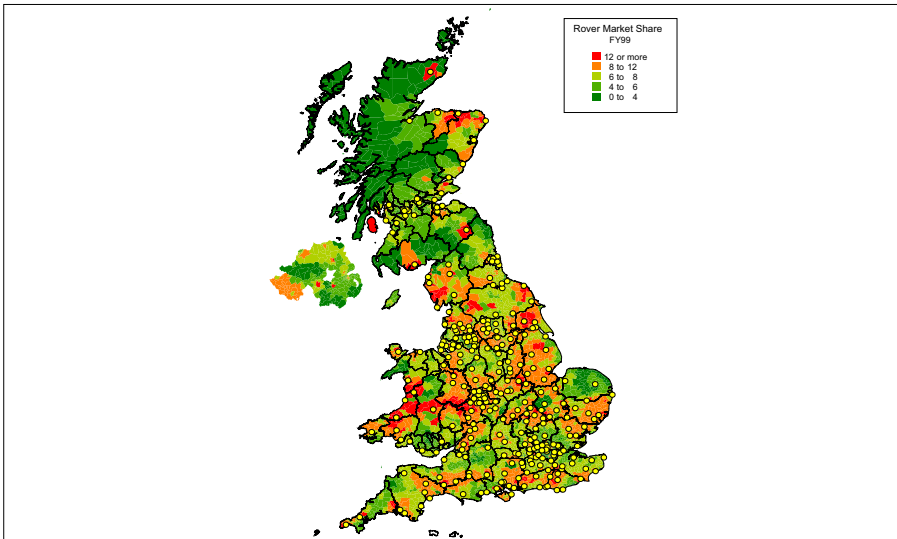 Rover Market Share
FY99
12 or more
8 to 12
6 to 8
4 to 6
0 to 4